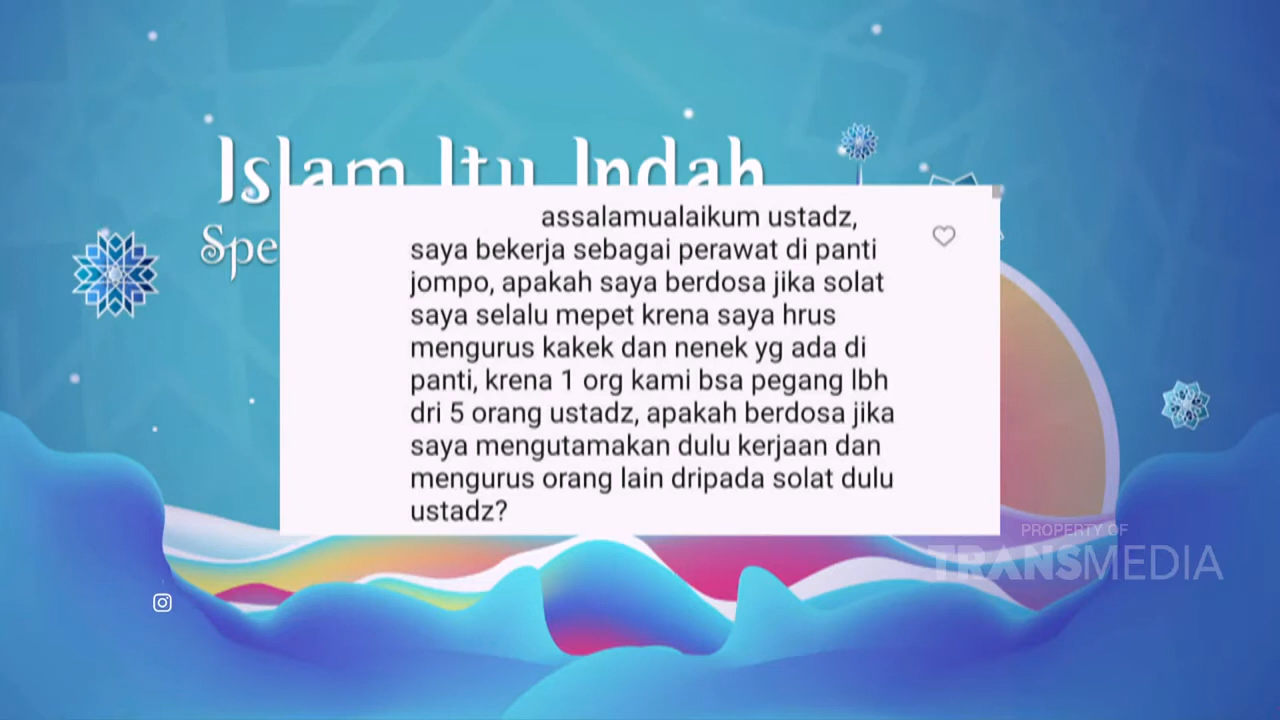 Islam Itu Indah
Spe
assalamualaikum ustadz,
saya bekerja sebagai perawat di panti
jompo, apakah saya berdosa jika solat
saya selalu mepet krena saya hrus
mengurus kakek dan nenek yg ada di
panti, krena 1 org kami bsa pegang lbh
dri 5 orang ustadz, apakah berdosa jika
saya mengutamakan dulu kerjaan dan
mengurus orang lain dripada solat dulu
ustadz?
PROPERTY OF
TRANSMEDIA